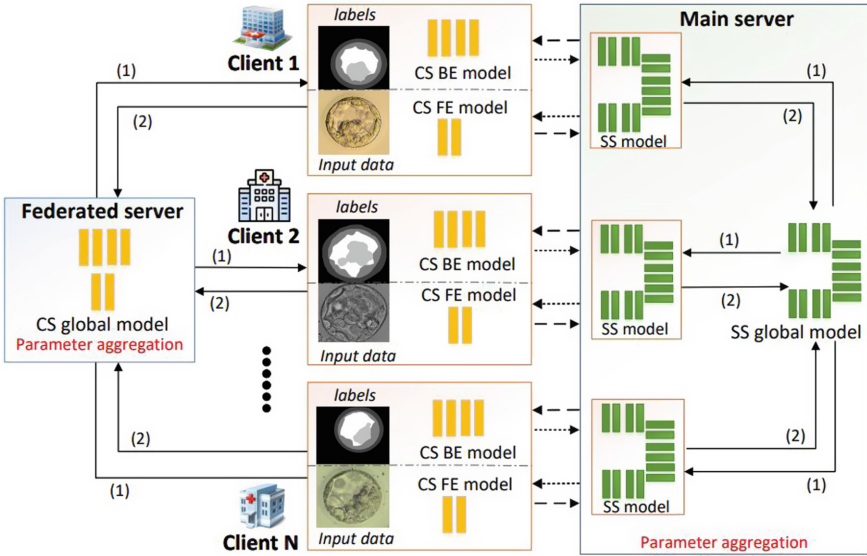 Main server
Client 1
labels
CS BE model
CS FE model
Input data
SS model
(1)
(2)
(1)
(2)
Federated server
CS global model
Parameter aggregation
Client 2
labels
CS BE model
CS FE model
Input data
SS model
(1)
(2)
(1)
(2)
SS global model
labels
CS BE model
CS FE model
Input data
SS model
(2)
(1)
(2)
(1)
Client N
Parameter aggregation